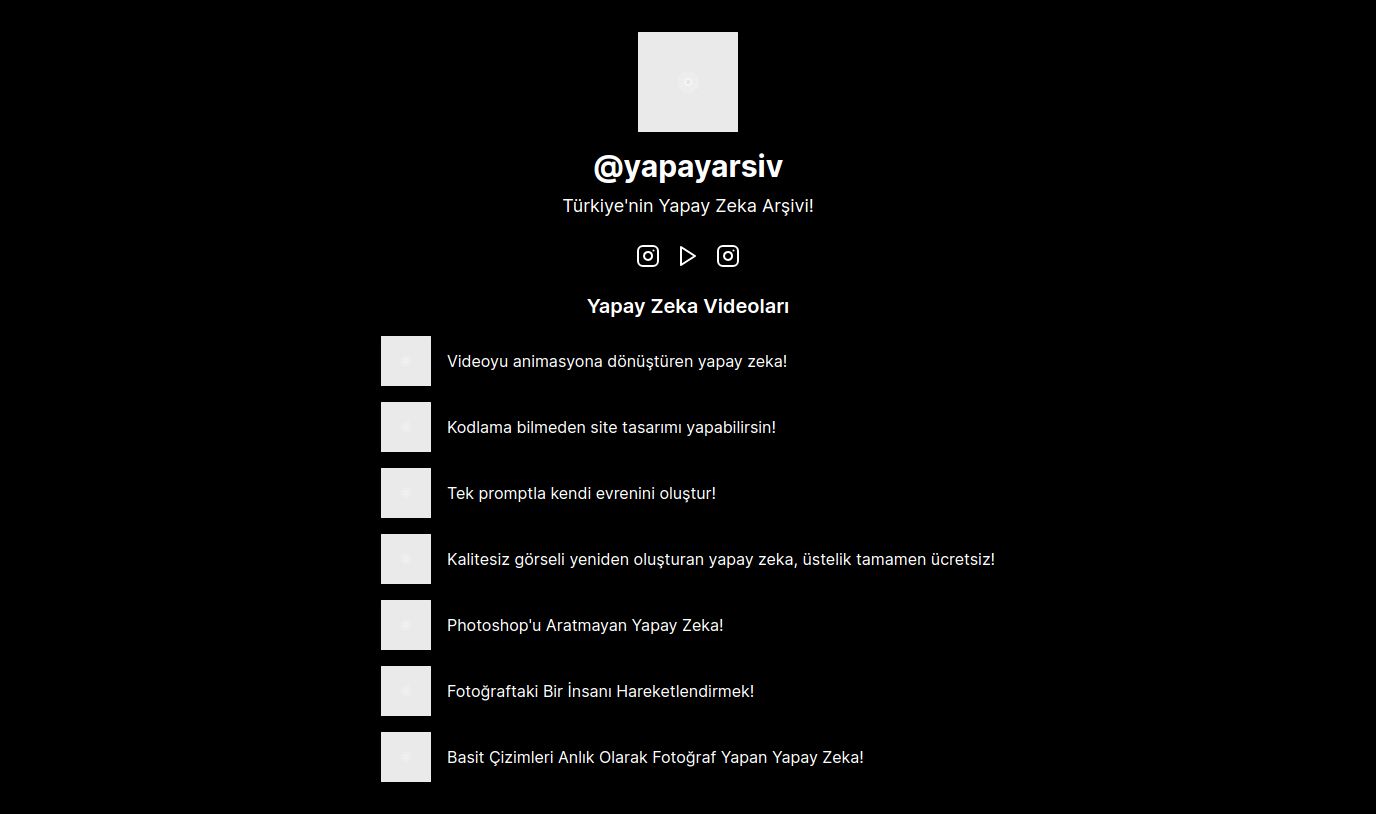 @yapayarsiv
Türkiye'nin Yapay Zeka Arşivi!
Yapay Zeka Videoları
Videoyu animasyona dönüştüren yapay zeka!
Kodlama bilmeden site tasarımı yapabilirsin!
Tek promptla kendi evrenini oluştur!
Kalitesiz görseli yeniden oluşturan yapay zeka, üstelik tamamen ücretsiz!
Photoshop'u Aratmayan Yapay Zeka!
Fotoğraftaki Bir İnsanı Hareketlendirmek!
Basit Çizimleri Anlık Olarak Fotoğraf Yapan Yapay Zeka!